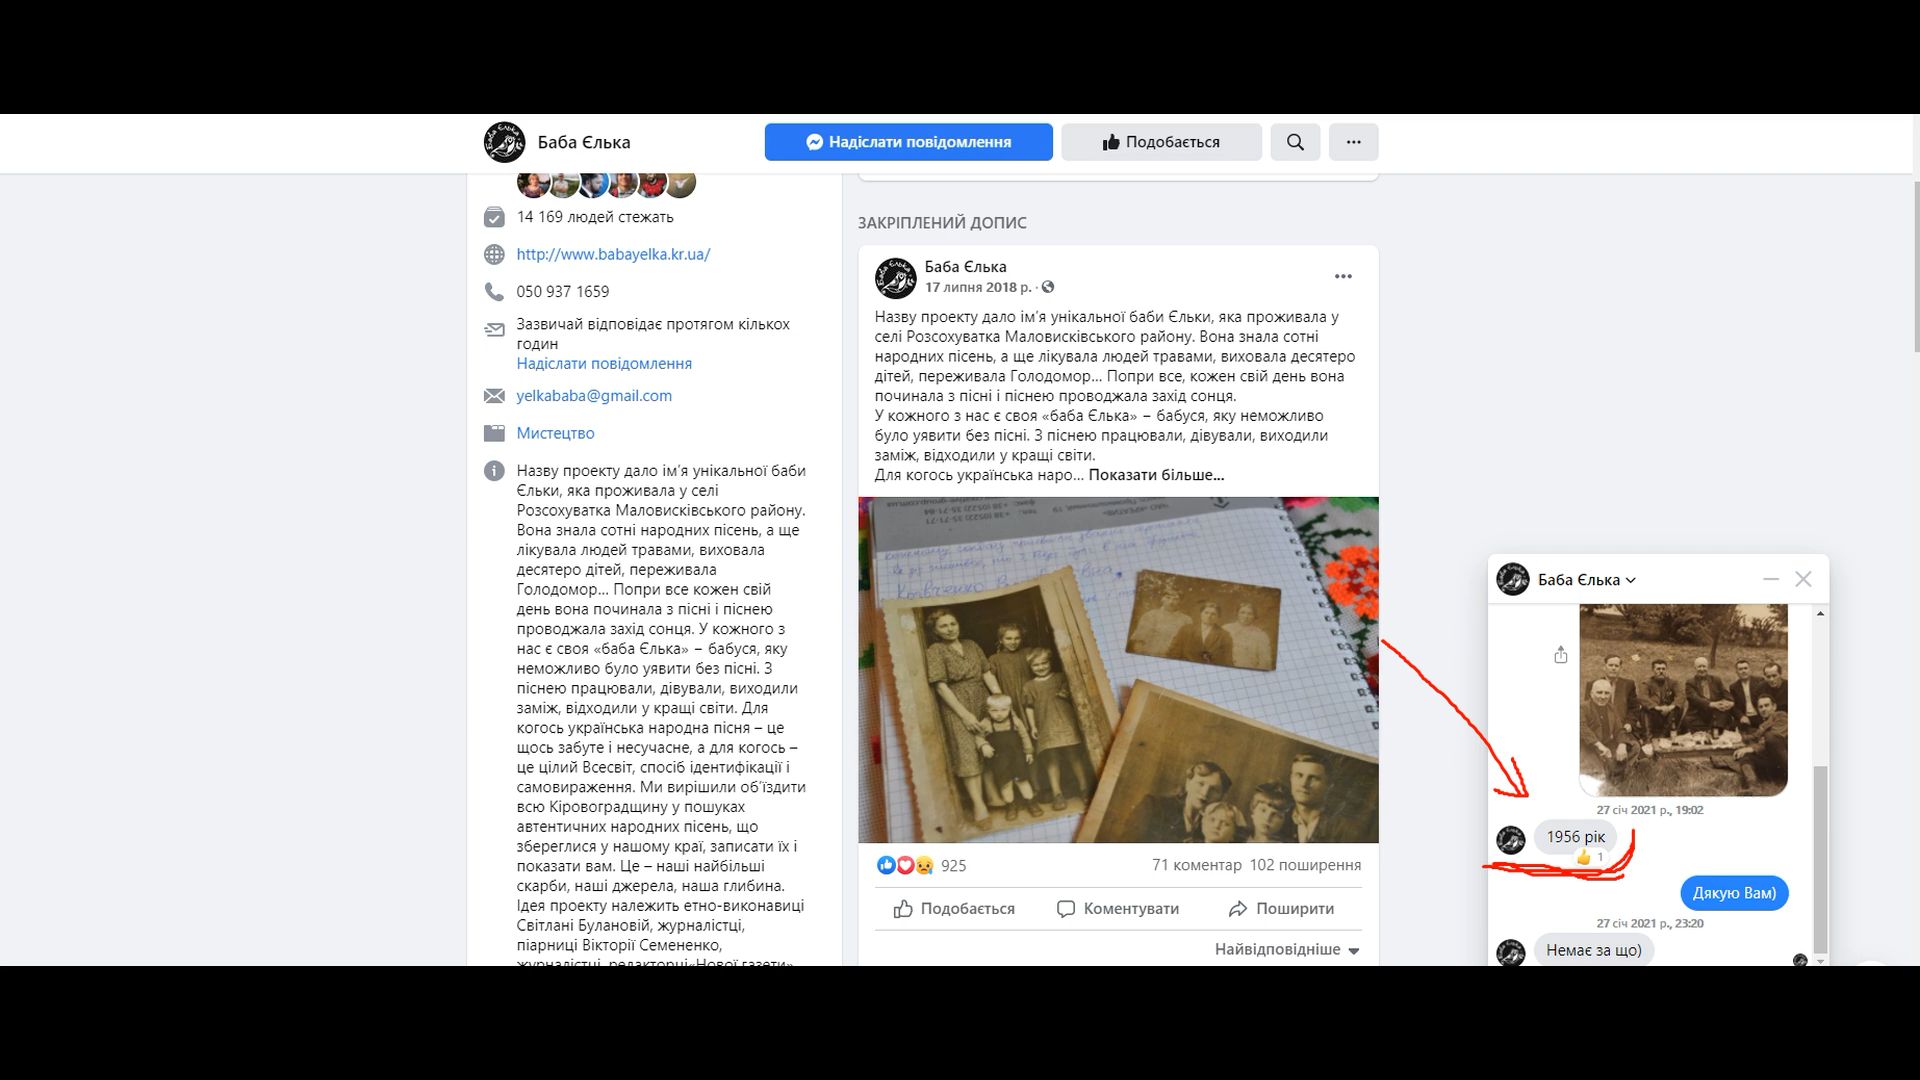 Баба Єлька
Надіслати повідомлення
Подобається
14 169 людей стежать
http://www.babayelka.kr.ua/
050 937 1659
Зазвичай відповідає протягом кількох
годин
Надіслати повідомлення
yelkababa@gmail.com
Мистецтво
Назву проекту дало ім'я унікальної баби
Єльки, яка проживала у селі
Розсохуватка Маловисківського району.
Вона знала сотні народних пісень, а ще
лікувала людей травами, виховала
десятеро дітей, переживала
Голодомор... Попри все кожен свій
день вона починала з пісні і піснею
проводжала захід сонця. У кожного з
нас є своя «баба Єлька» – бабуся, яку
неможливо було уявити без пісні. З
піснею працювали, дівували, виходили
заміж, відходили у кращі світи. Для
когось українська народна пісня – це
щось забуте і несучасне, а для когось –
це цілий Всесвіт, спосіб ідентифікації і
самовираження. Ми вирішили об'їздити
всю Кіровоградщину у пошуках
автентичних народних пісень, що
збереглися у нашому краї, записати їх і
показати вам. Це – наші найбільші
скарби, наші джерела, наша глибина.
Ідея проекту належить етно-виконавиці
Світлані Булановій, журналістці,
піарниці Вікторії Семененко,
журналістці, редакторці«Нової газети»
ЗАКРІПЛЕНИЙ ДОПИС
Баба Єлька
17 липня 2018 р. ·
Назву проекту дало ім'я унікальної баби Єльки, яка проживала у
селі Розсохуватка Маловисківського району. Вона знала сотні
народних пісень, а ще лікувала людей травами, виховала десятеро
дітей, переживала Голодомор... Попри все, кожен свій день вона
починала з пісні і піснею проводжала захід сонця.
У кожного з нас є своя «баба Єлька» – бабуся, яку неможливо
було уявити без пісні. З піснею працювали, дівували, виходили
заміж, відходили у кращі світи.
Для когось українська наро... Показати більше...
925
71 коментар 102 поширення
Подобається Коментувати Поширити
Найвідповідніше
Баба Єлька
27 січ 2021 р., 19:02
1956 рік
1
Дякую Вам)
27 січ 2021 р., 23:20
Немає за що)